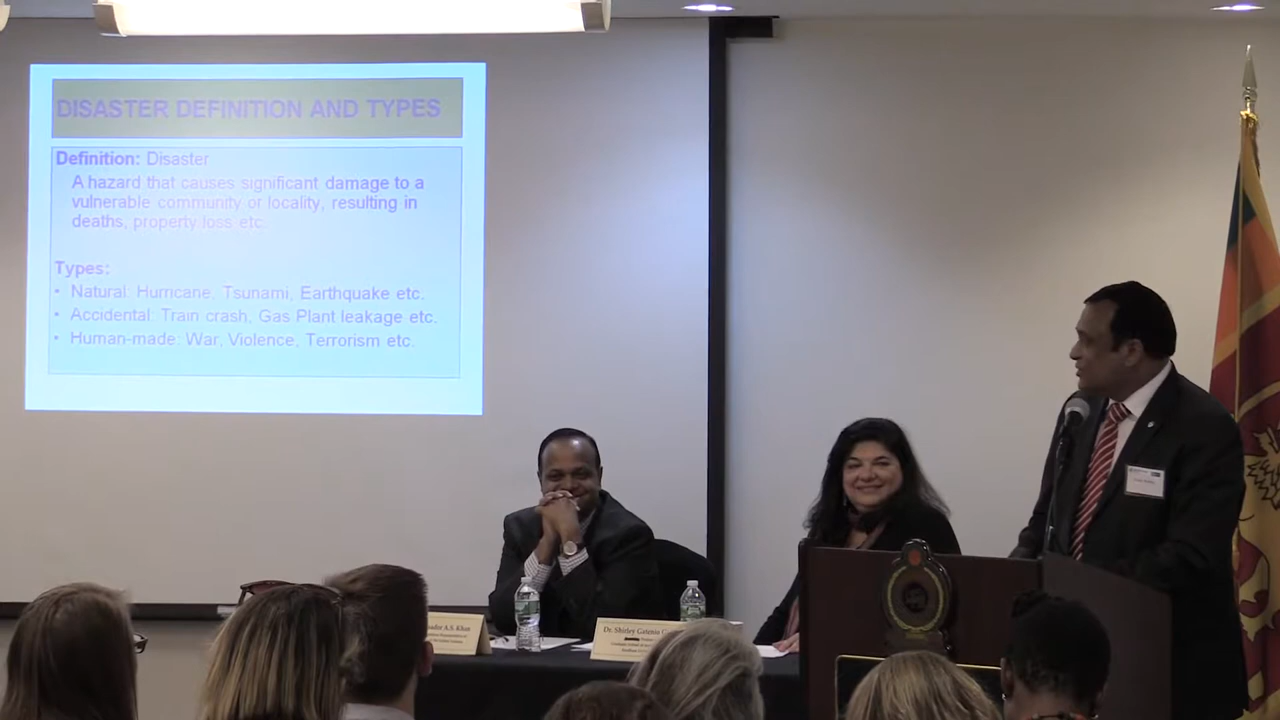 DISASTER DEFINITION AND TYPES
Definition: Disaster
A hazard that causes significant damage to a
vulnerable community or locality, resulting in
deaths, property loss etc.
Types:
• Natural: Hurricane, Tsunami, Earthquake etc.
• Accidental: Train crash, Gas Plant leakage etc.
• Human-made: War, Violence, Terrorism etc.
A.S. Khan
Dr. Shirley Gatenio